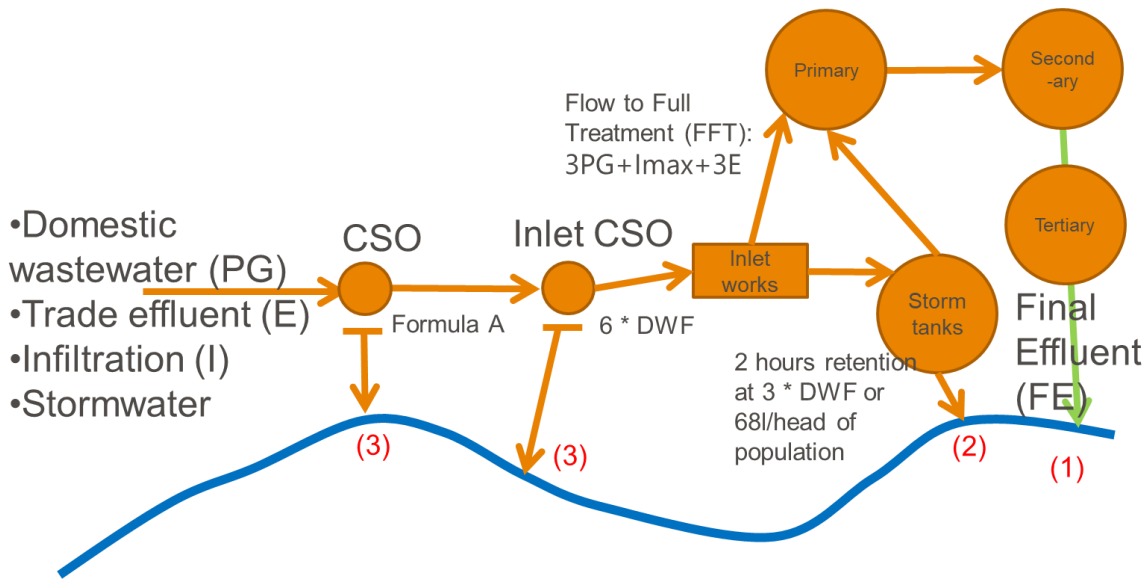 Primary
Second
-ary
Flow to Full
Treatment (FFT):
3PG+Imax+3E
•Domestic
wastewater (PG)
•Trade effluent (E)
•Infiltration (I)
•Stormwater
CSO
Inlet CSO
Inlet
works
Tertiary
Formula A
6 * DWF
Storm
tanks
Final
Effluent
(FE)
2 hours retention
at 3 * DWF or
68l/head of
population
(3)
(3)
(2)
(1)